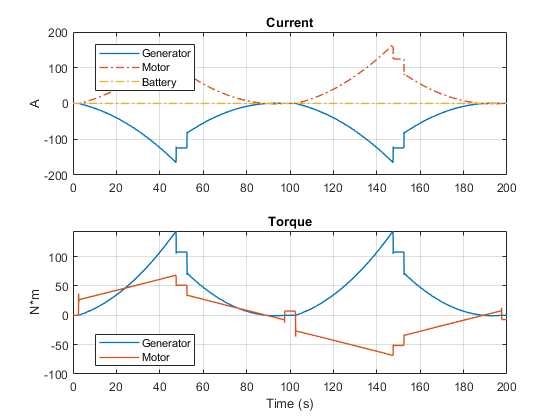 Current
200
100
0
-100
-200
A
Generator
Motor
Battery
0 20 40 60 80 100 120 140 160 180 200
Torque
100
50
0
-50
-100
N*m
Generator
Motor
0 20 40 60 80 100 120 140 160 180 200
Time (s)